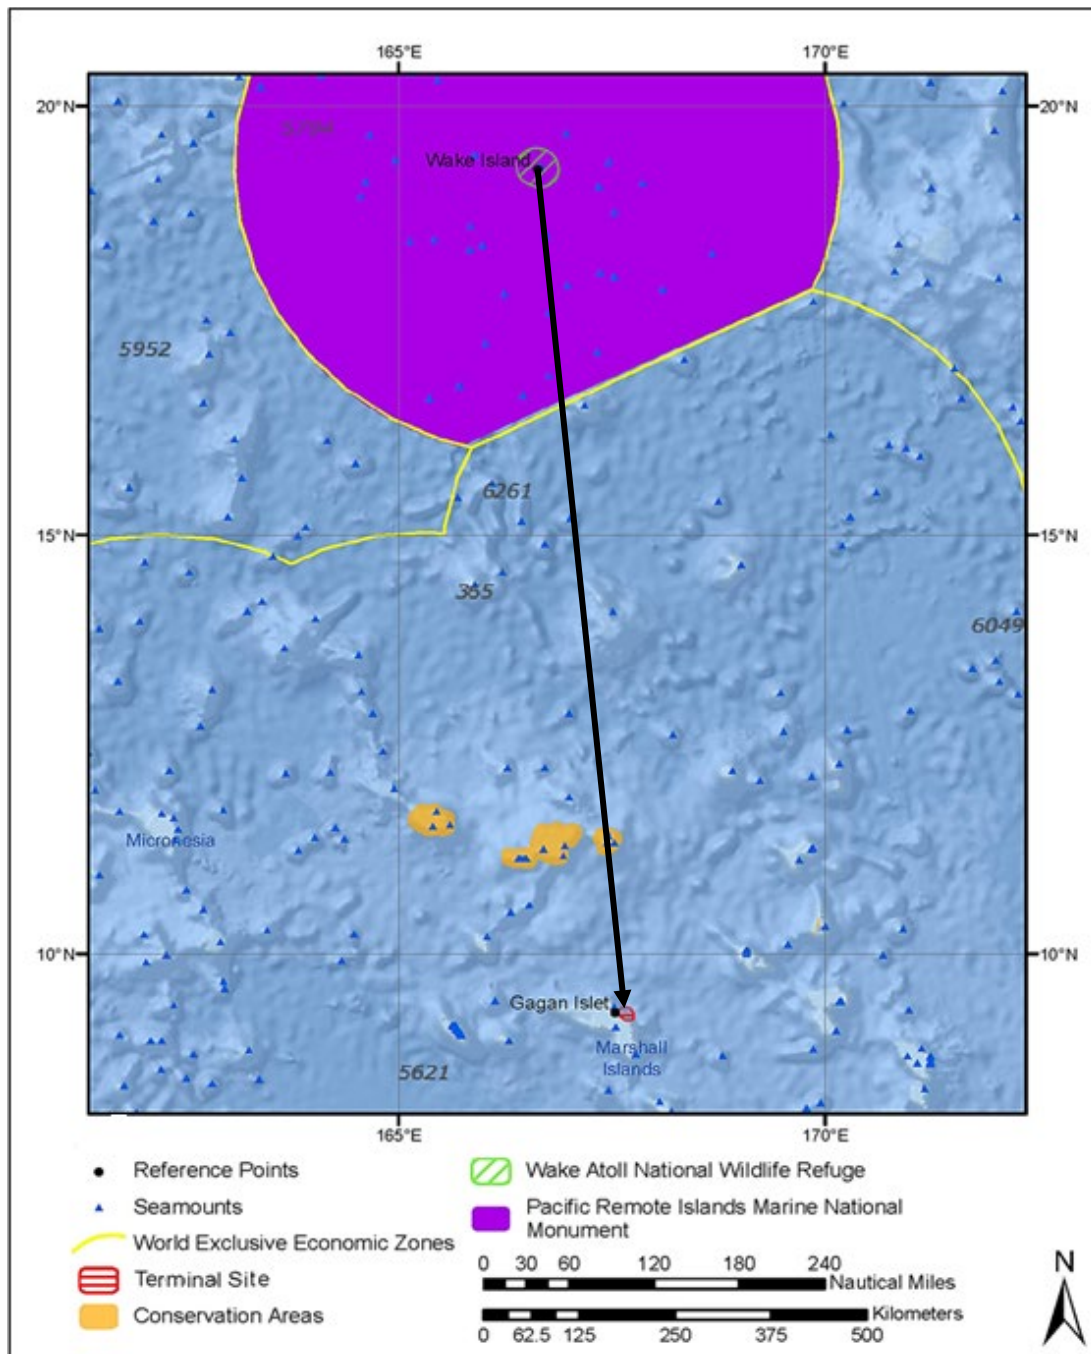 165°E 170°E
20°N 20°N
5794
Wake Island
5952
6261
15°N 15°N
365
6049
Micronesia
10°N 10°N
Gagan Islet
Marshall
Islands
5621
165°E 170°E
Reference Points
Seamounts
World Exclusive Economic Zones
Terminal Site
Conservation Areas
Wake Atoll National Wildlife Refuge
Pacific Remote Islands Marine National
Monument
0 30 60 120 180 240
Nautical Miles
Kilometers
0 62.5 125 250 375 500
N